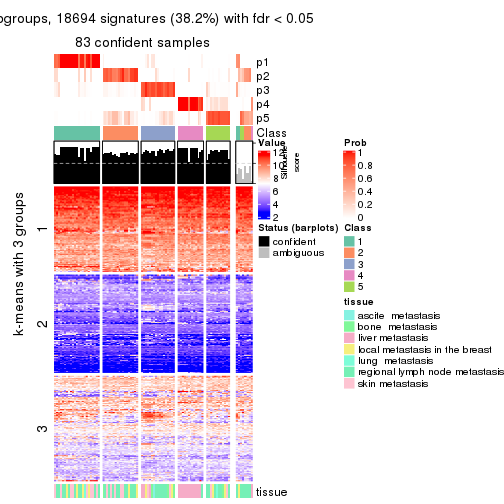 ogroups, 18694 signatures (38.2%) with fdr < 0.05
83 confident samples
p1
p2
p3
p4
p5
Class
Silhouette score
k-means with 3 groups
1
2
3
tissue
Value
12
10
8
6
4
2
Prob
1
0.8
0.6
0.4
0.2
0
Status (barplots)
confident
ambiguous
Class
1
2
3
4
5
tissue
ascite metastasis
bone metastasis
liver metastasis
local metastasis in the breast
lung metastasis
regional lymph node metastasis
skin metastasis